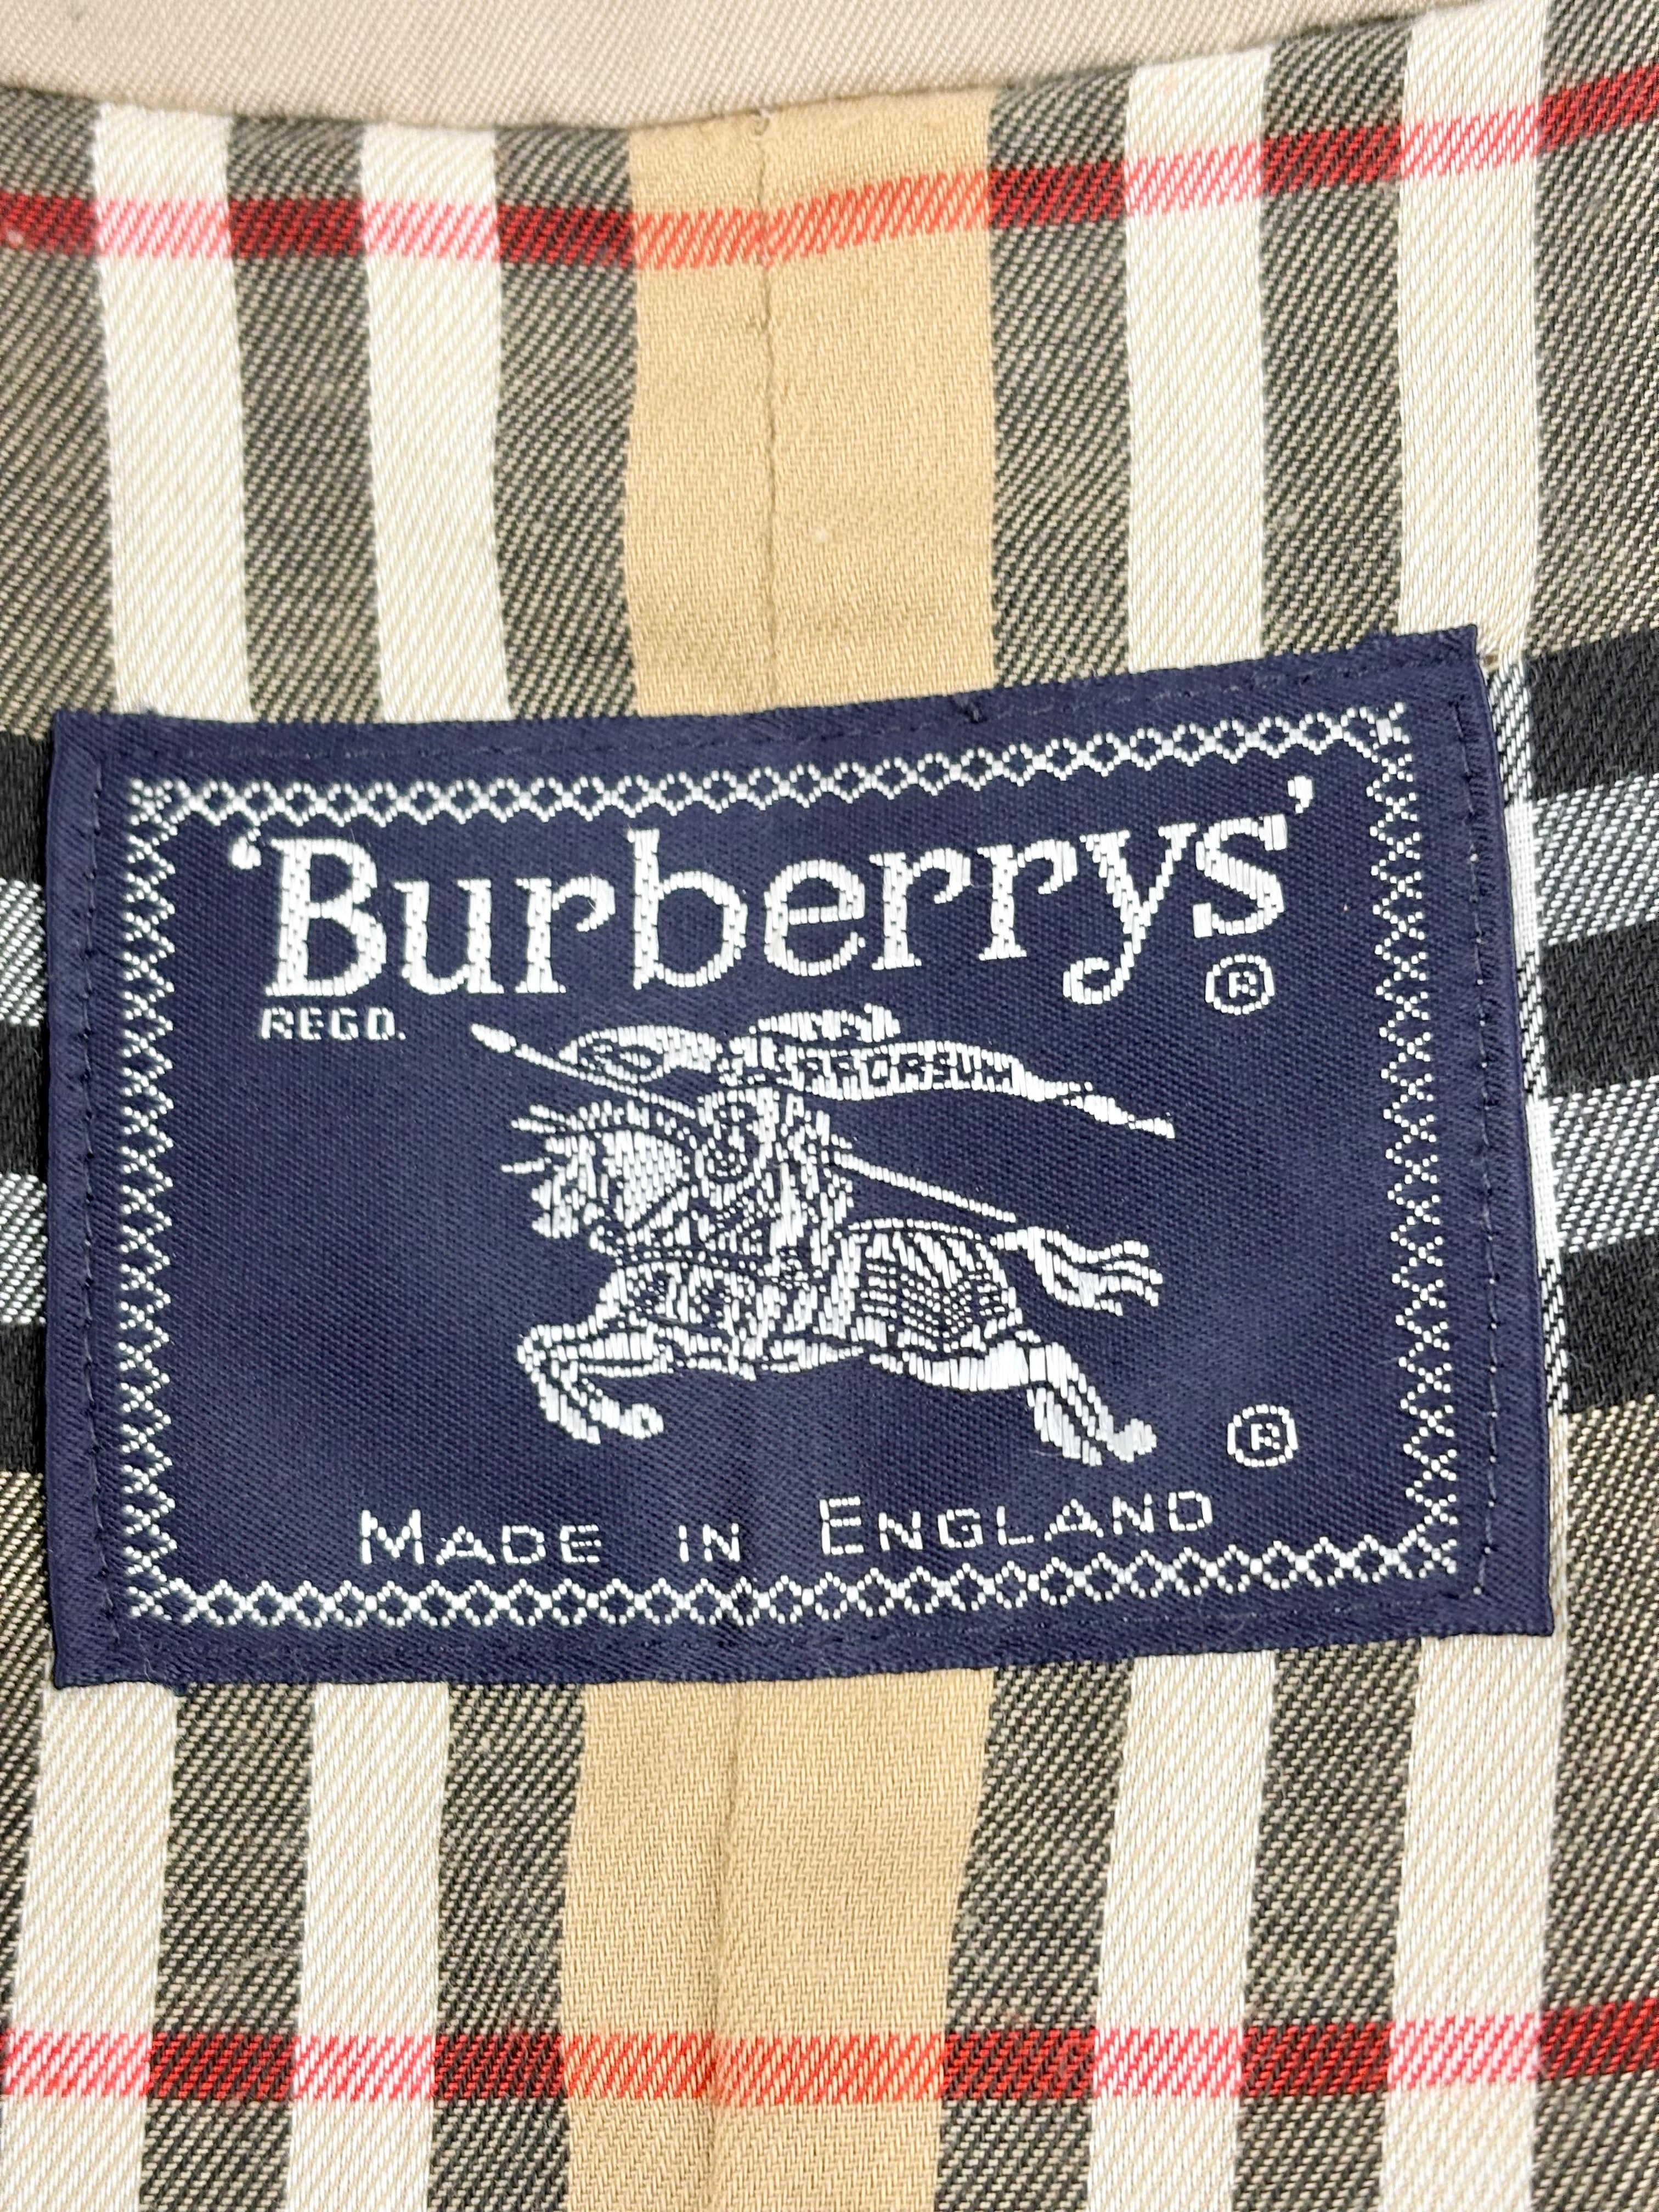 'Burberrys'
REGD. ®
PRORSUM
®
MADE IN ENGLAND